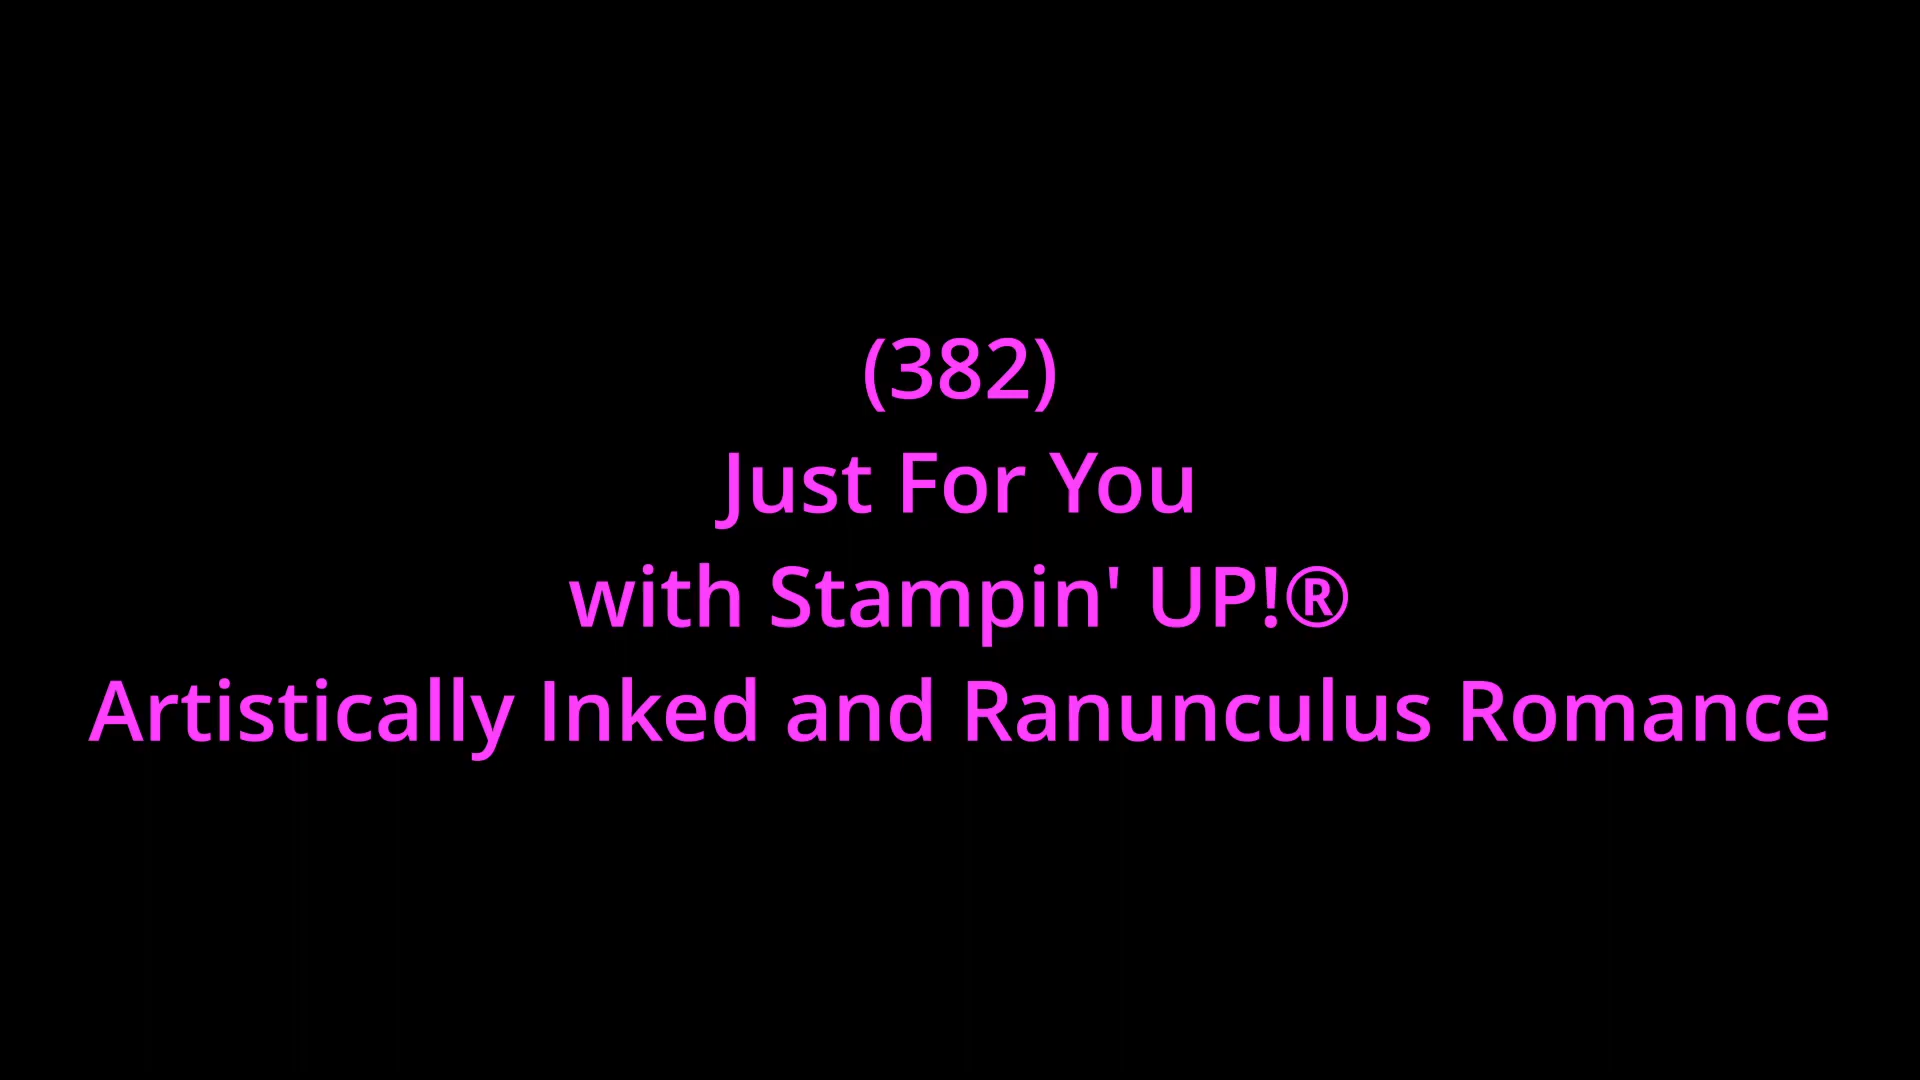 (382)
Just For You
with Stampin' UP!®
Artistically Inked and Ranunculus Romance